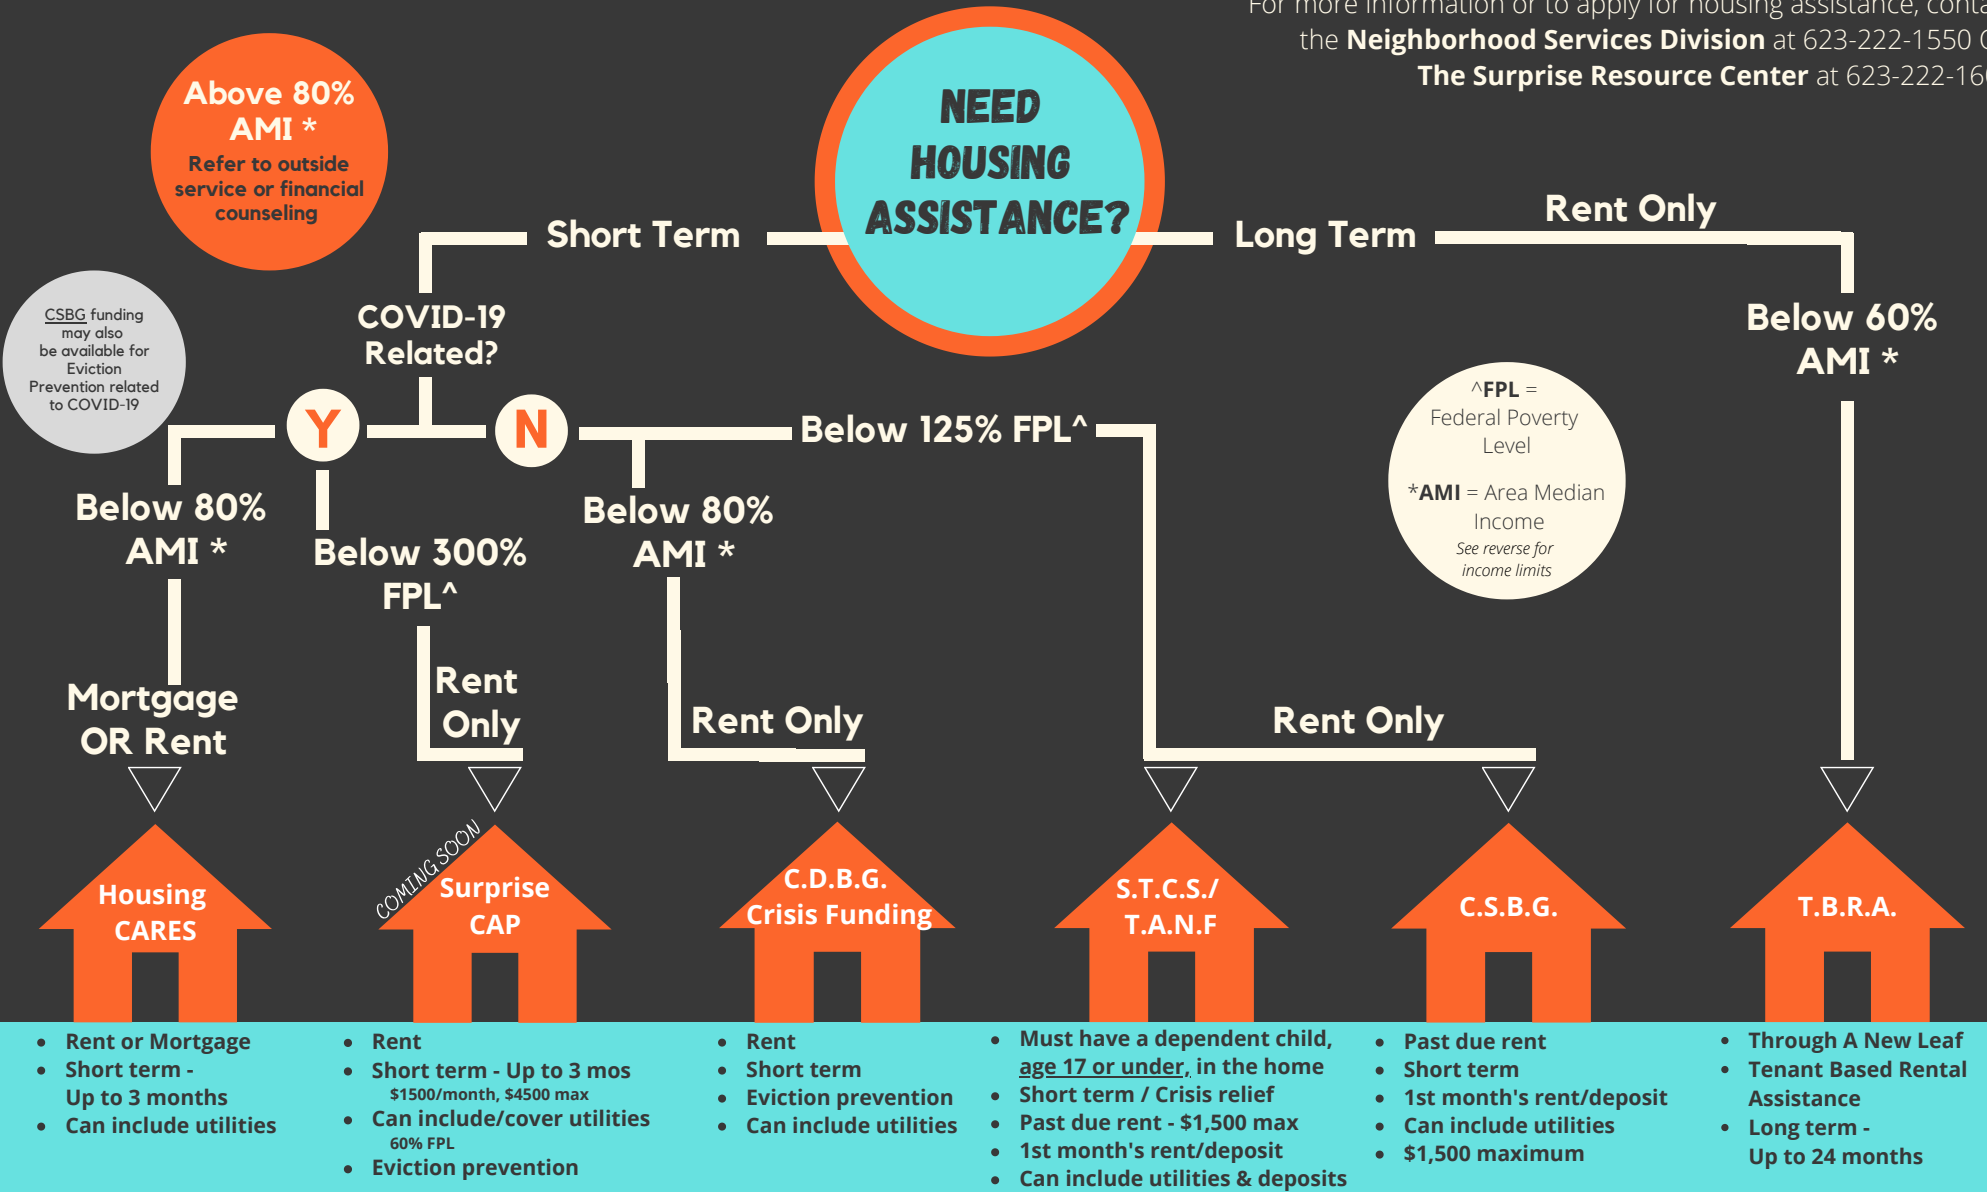 For more information or to apply for housing assistance,
the Neighborhood Services Division at 623-222-1550
The Surprise Resource Center at
NEED
HOUSING
ASSISTANCE?
Above 80%
AMI *
Refer to outside
service or financial
counseling
Short Term
Long Term
Rent Only
CSBG funding
may also
be available for
Eviction
Prevention related
to COVID-19
COVID-19
Related?
Y
N
Below 125% FPL^
Below 60%
AMI *
^FPL =
Federal Poverty
Level
*AMI = Area Median
Income
See reverse for
income limits
Below 80%
AMI *
Below 300%
FPL^
Below 80%
AMI *
Mortgage
OR Rent
Rent
Only
Rent Only
Rent Only
Housing
CARES
COMING SOON
Surprise
CAP
C.D.B.G.
Crisis Funding
S.T.C.S./
T.A.N.F
C.S.B.G.
T.B.R.A.
• Rent or Mortgage
• Short term -
Up to 3 months
• Can include utilities
• Rent
• Short term - Up to 3 mos
$1500/month, $4500 max
• Can include/cover utilities
60% FPL
• Eviction prevention
• Rent
• Short term
• Eviction prevention
• Can include utilities
• Must have a dependent child,
age 17 or under, in the home
• Short term / Crisis relief
• Past due rent - $1,500 max
• 1st month's rent/deposit
• Can include utilities & deposits
• Past due rent
• Short term
• 1st month's rent/deposit
• Can include utilities
• $1,500 maximum
• Through A New Leaf
• Tenant Based Rental
Assistance
• Long term -
Up to 24 months